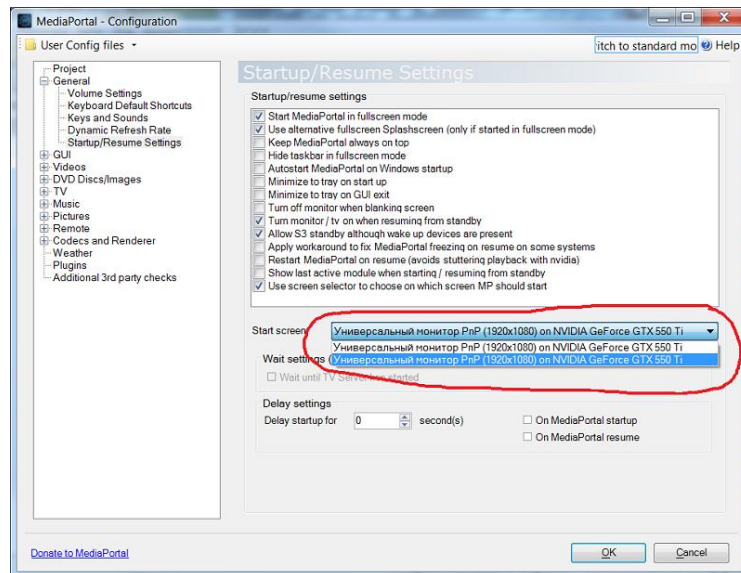 MediaPortal - Configuration
User Config files
itch to standard mo
Help
Project
General
Volume Settings
Keyboard Default Shortcuts
Keys and Sounds
Dynamic Refresh Rate
Startup/Resume Settings
GUI
Videos
DVD Discs/Images
TV
Music
Pictures
Remote
Codecs and Renderer
Weather
Plugins
Additional 3rd party checks
Startup/Resume Settings
Startup/resume settings
Start MediaPortal in fullscreen mode
Use alternative fullscreen Splashscreen (only if started in fullscreen mode)
Keep MediaPortal always on top
Hide taskbar in fullscreen mode
Autostart MediaPortal on Windows startup
Minimize to tray on start up
Minimize to tray on GUI exit
Turn off monitor when blanking screen
Turn monitor / tv on when resuming from standby
Allow S3 standby although wake up devices are present
Apply workaround to fix MediaPortal freezing on resume on some systems
Restart MediaPortal on resume (avoids stuttering playback with nvidia)
Show last active module when starting / resuming from standby
Use screen selector to choose on which screen MP should start
Start screen Универсальный монитор PnP (1920x1080) on NVIDIA GeForce GTX 550 Ti
Универсальный монитор PnP (1920x1080) on NVIDIA GeForce GTX 550 Ti
Wait settings ( Универсальный монитор PnP (1920x1080) on NVIDIA GeForce GTX 550 Ti
Wait until TV Server has started
Delay settings
Delay startup for 0 second(s)
On MediaPortal startup
On MediaPortal resume
Donate to MediaPortal
OK
Cancel